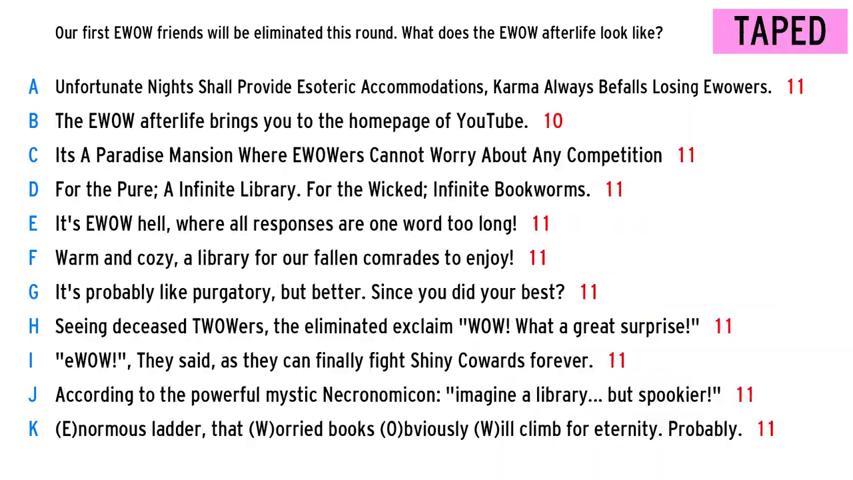 Our first EWOW friends will be eliminated this round. What does the EWOW afterlife look like?
TAPED
A Unfortunate Nights Shall Provide Esoteric Accommodations, Karma Always Befalls Losing Ewowers. 11
B The EWOW afterlife brings you to the homepage of YouTube. 10
C Its A Paradise Mansion Where EWOWers Cannot Worry About Any Competition 11
D For the Pure; A Infinite Library. For the Wicked; Infinite Bookworms. 11
E It's EWOW hell, where all responses are one word too long! 11
F Warm and cozy, a library for our fallen comrades to enjoy! 11
G It's probably like purgatory, but better. Since you did your best? 11
H Seeing deceased TWOWers, the eliminated exclaim "WOW! What a great surprise!" 11
I "eWOW!", They said, as they can finally fight Shiny Cowards forever. 11
J According to the powerful mystic Necronomicon: "imagine a library... but spookier!" 11
K (E)normous ladder, that (W)orried books (O)bviously (W)ill climb for eternity. Probably. 11